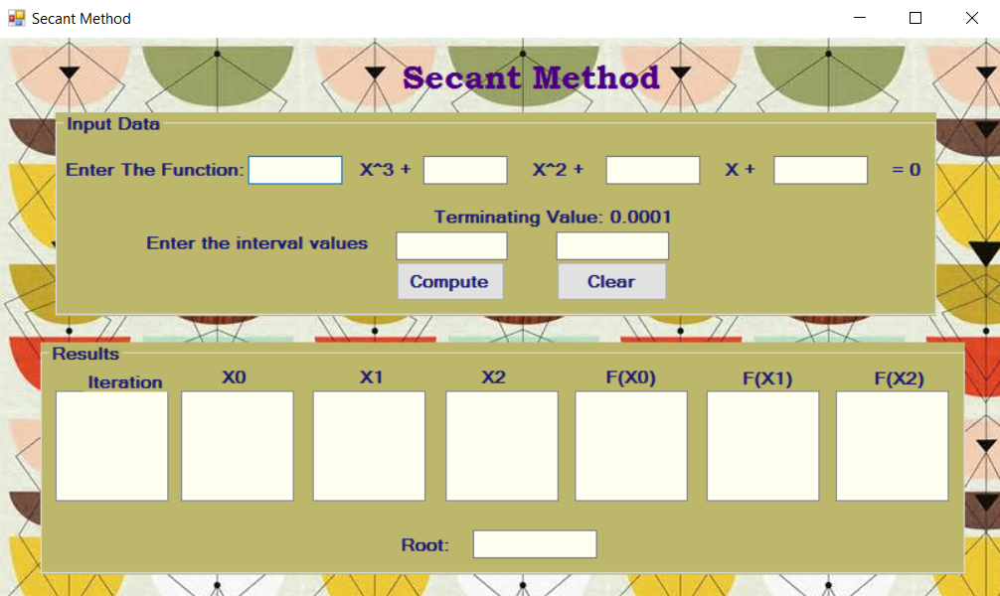 Secant Method
Secant Method
Input Data
Enter The Function: X^3 + X^2 + X + = 0
Terminating Value: 0.0001
Enter the interval values
Compute Clear
Results
Iteration X0 X1 X2 F(X0) F(X1) F(X2)
Root: